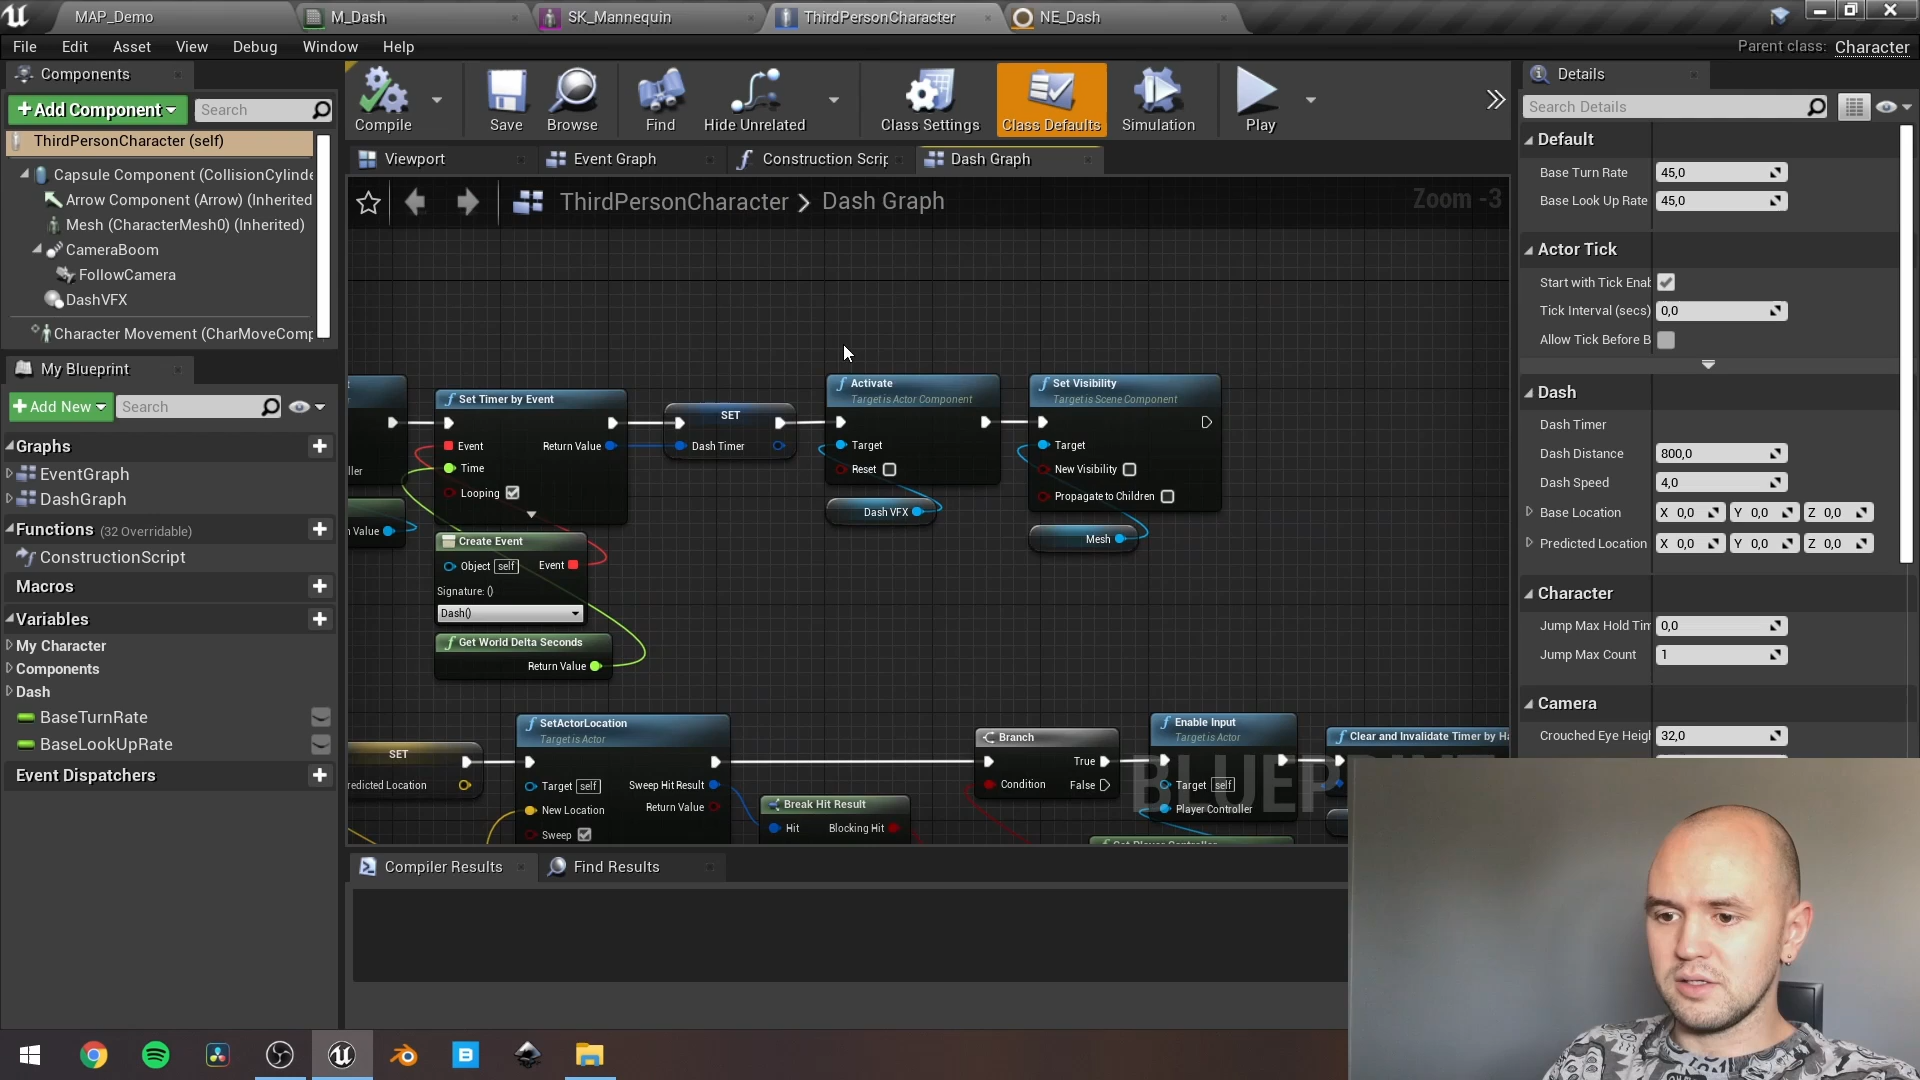 MAP_Demo
M_Dash
SK_Mannequin
ThirdPersonCharacter
NE_Dash
File Edit Asset View Debug Window Help
Parent class: Character
Components
Add Component
Search
ThirdPersonCharacter (self)
Capsule Component (CollisionCylinde
Arrow Component (Arrow) (Inherited
Mesh (CharacterMesh0) (Inherited)
CameraBoom
FollowCamera
DashVFX
Character Movement (CharMoveComp
My Blueprint
Add New
Search
Graphs
EventGraph
DashGraph
Functions (32 Overridable)
ConstructionScript
Macros
Variables
My Character
Components
Dash
BaseTurnRate
BaseLookUpRate
Event Dispatchers
Compile
Save
Browse
Find
Hide Unrelated
Class Settings
Class Defaults
Simulation
Play
Viewport
Event Graph
Construction Scrip
Dash Graph
ThirdPersonCharacter > Dash Graph
Zoom -3
Set Timer by Event
Event
Return Value
Time
Looping
SET
Dash Timer
Activate
Target is Actor Component
Target
Reset
Dash VFX
Set Visibility
Target is Scene Component
Target
New Visibility
Propagate to Children
Mesh
ller
n Value
Create Event
Object self
Event
Signature: ()
Dash()
Get World Delta Seconds
Return Value
SET
redicted Location
SetActorLocation
Target is Actor
Target self
Sweep Hit Result
New Location
Return Value
Sweep
Break Hit Result
Hit
Blocking Hit
Branch
True
Condition
False
Enable Input
Target is Actor
Target self
Player Controller
Clear and Invalidate Timer by Ha
BLUEP
Compiler Results
Find Results
Details
Search Details
Default
Base Turn Rate 45,0
Base Look Up Rate 45,0
Actor Tick
Start with Tick Enab
Tick Interval (secs) 0,0
Allow Tick Before B
Dash
Dash Timer
Dash Distance 800,0
Dash Speed 4,0
Base Location X 0,0 Y 0,0 Z 0,0
Predicted Location X 0,0 Y 0,0 Z 0,0
Character
Jump Max Hold Tim 0,0
Jump Max Count 1
Camera
Crouched Eye Heigh 32,0